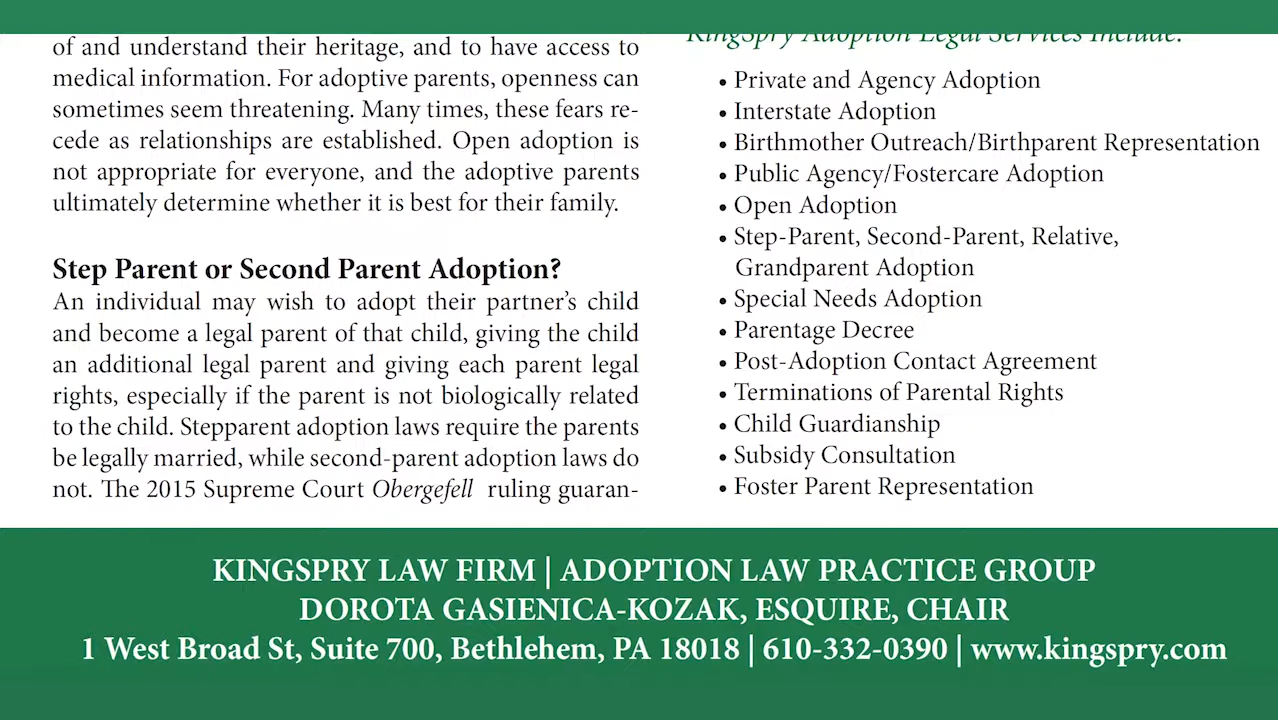 of and understand their heritage, and to have access to
medical information. For adoptive parents, openness can
sometimes seem threatening. Many times, these fears re-
cede as relationships are established. Open adoption is
not appropriate for everyone, and the adoptive parents
ultimately determine whether it is best for their family.
Step Parent or Second Parent Adoption?
An individual may wish to adopt their partner's child
and become a legal parent of that child, giving the child
an additional legal parent and giving each parent legal
rights, especially if the parent is not biologically related
to the child. Stepparent adoption laws require the parents
be legally married, while second-parent adoption laws do
not. The 2015 Supreme Court Obergefell ruling guaran-
KingSpry Adoption Legal Services Include:
• Private and Agency Adoption
• Interstate Adoption
• Birthmother Outreach/Birthparent Representation
• Public Agency/Fostercare Adoption
• Open Adoption
• Step-Parent, Second-Parent, Relative,
Grandparent Adoption
• Special Needs Adoption
• Parentage Decree
• Post-Adoption Contact Agreement
• Terminations of Parental Rights
• Child Guardianship
• Subsidy Consultation
• Foster Parent Representation
KINGSPRY LAW FIRM | ADOPTION LAW PRACTICE GROUP
DOROTA GASIENICA-KOZAK, ESQUIRE, CHAIR
1 West Broad St, Suite 700, Bethlehem, PA 18018 | 610-332-0390 | www.kingspry.com